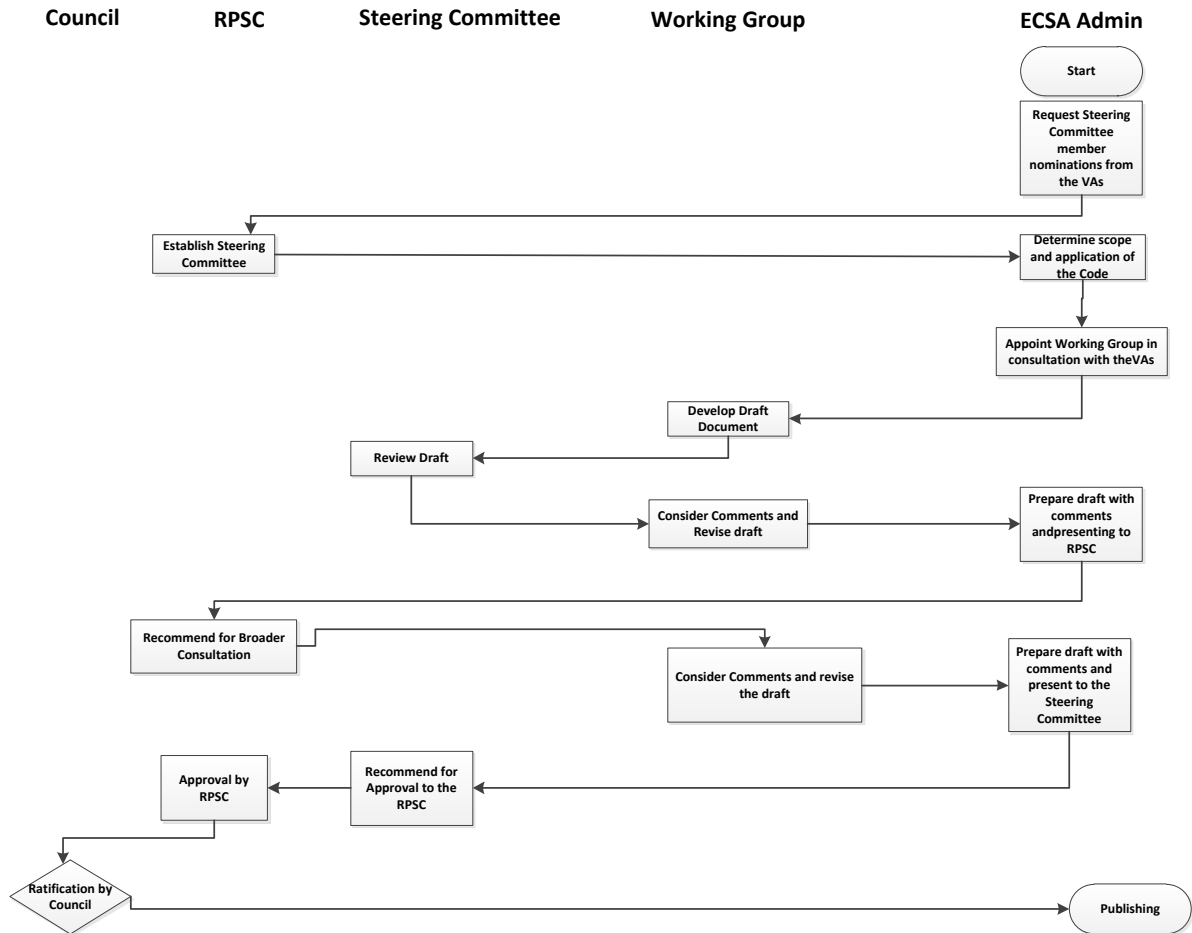 Council RPSC Steering Committee Working Group ECSA Admin
Start
Request Steering
Committee
member
nominations from
the VAs
Establish Steering
Committee
Determine scope
and application of
the Code
Appoint Working Group in
consultation with theVAs
Develop Draft
Document
Review Draft
Consider Comments and
Revise draft
Prepare draft with
comments
andpresenting to
RPSC
Recommend for Broader
Consultation
Consider Comments and revise
the draft
Prepare draft with
comments and
present to the
Steering
Committee
Approval by
RPSC
Recommend for
Approval to the
RPSC
Ratification by
Council
Publishing